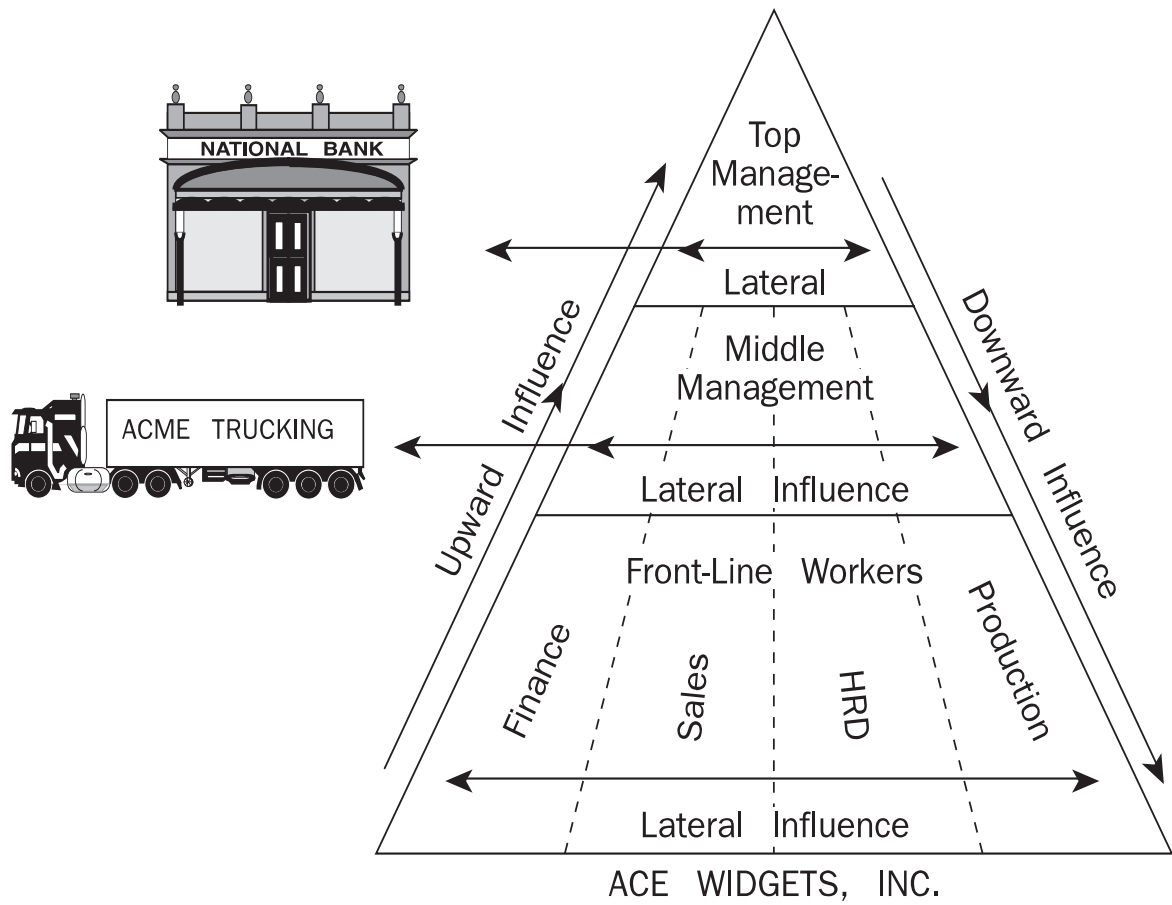 NATIONAL BANK
Top
Manage-
ment
Lateral
Middle
Management
Upward Influence
Downward Influence
ACME TRUCKING
Lateral Influence
Front-Line Workers
Finance
Sales
HRD
Production
Lateral Influence
ACE WIDGETS, INC.